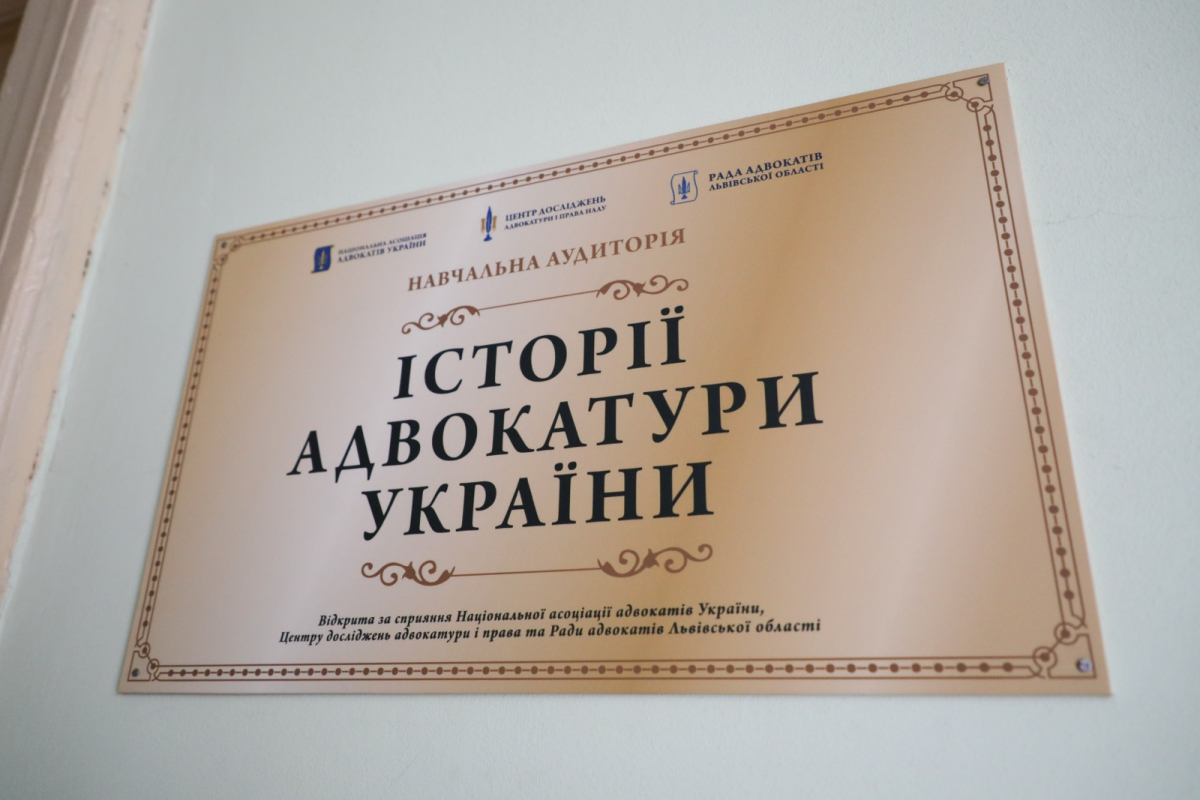 НАЦІОНАЛЬНА АСОЦІАЦІЯ
АДВОКАТІВ УКРАЇНИ
ЦЕНТР ДОСЛІДЖЕНЬ
АДВОКАТУРИ І ПРАВА НААУ
РАДА АДВОКАТІВ
ЛЬВІВСЬКОЇ ОБЛАСТІ
НАВЧАЛЬНА АУДИТОРІЯ
ІСТОРІЇ
АДВОКАТУРИ
УКРАЇНИ
Відкрита за сприяння Національної асоціації адвокатів України,
Центру досліджень адвокатури і права та Ради адвокатів Львівської області